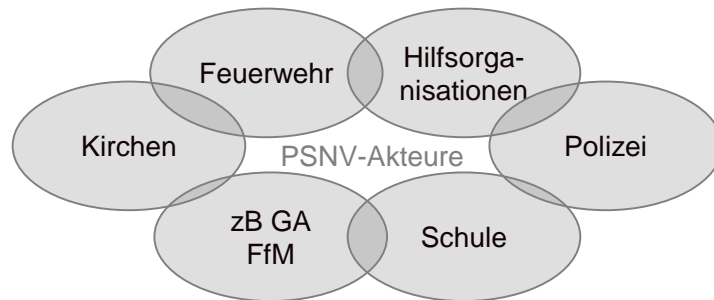 Feuerwehr
Hilfsorga-
nisationen
Kirchen
PSNV-Akteure
Polizei
zB GA
FfM
Schule